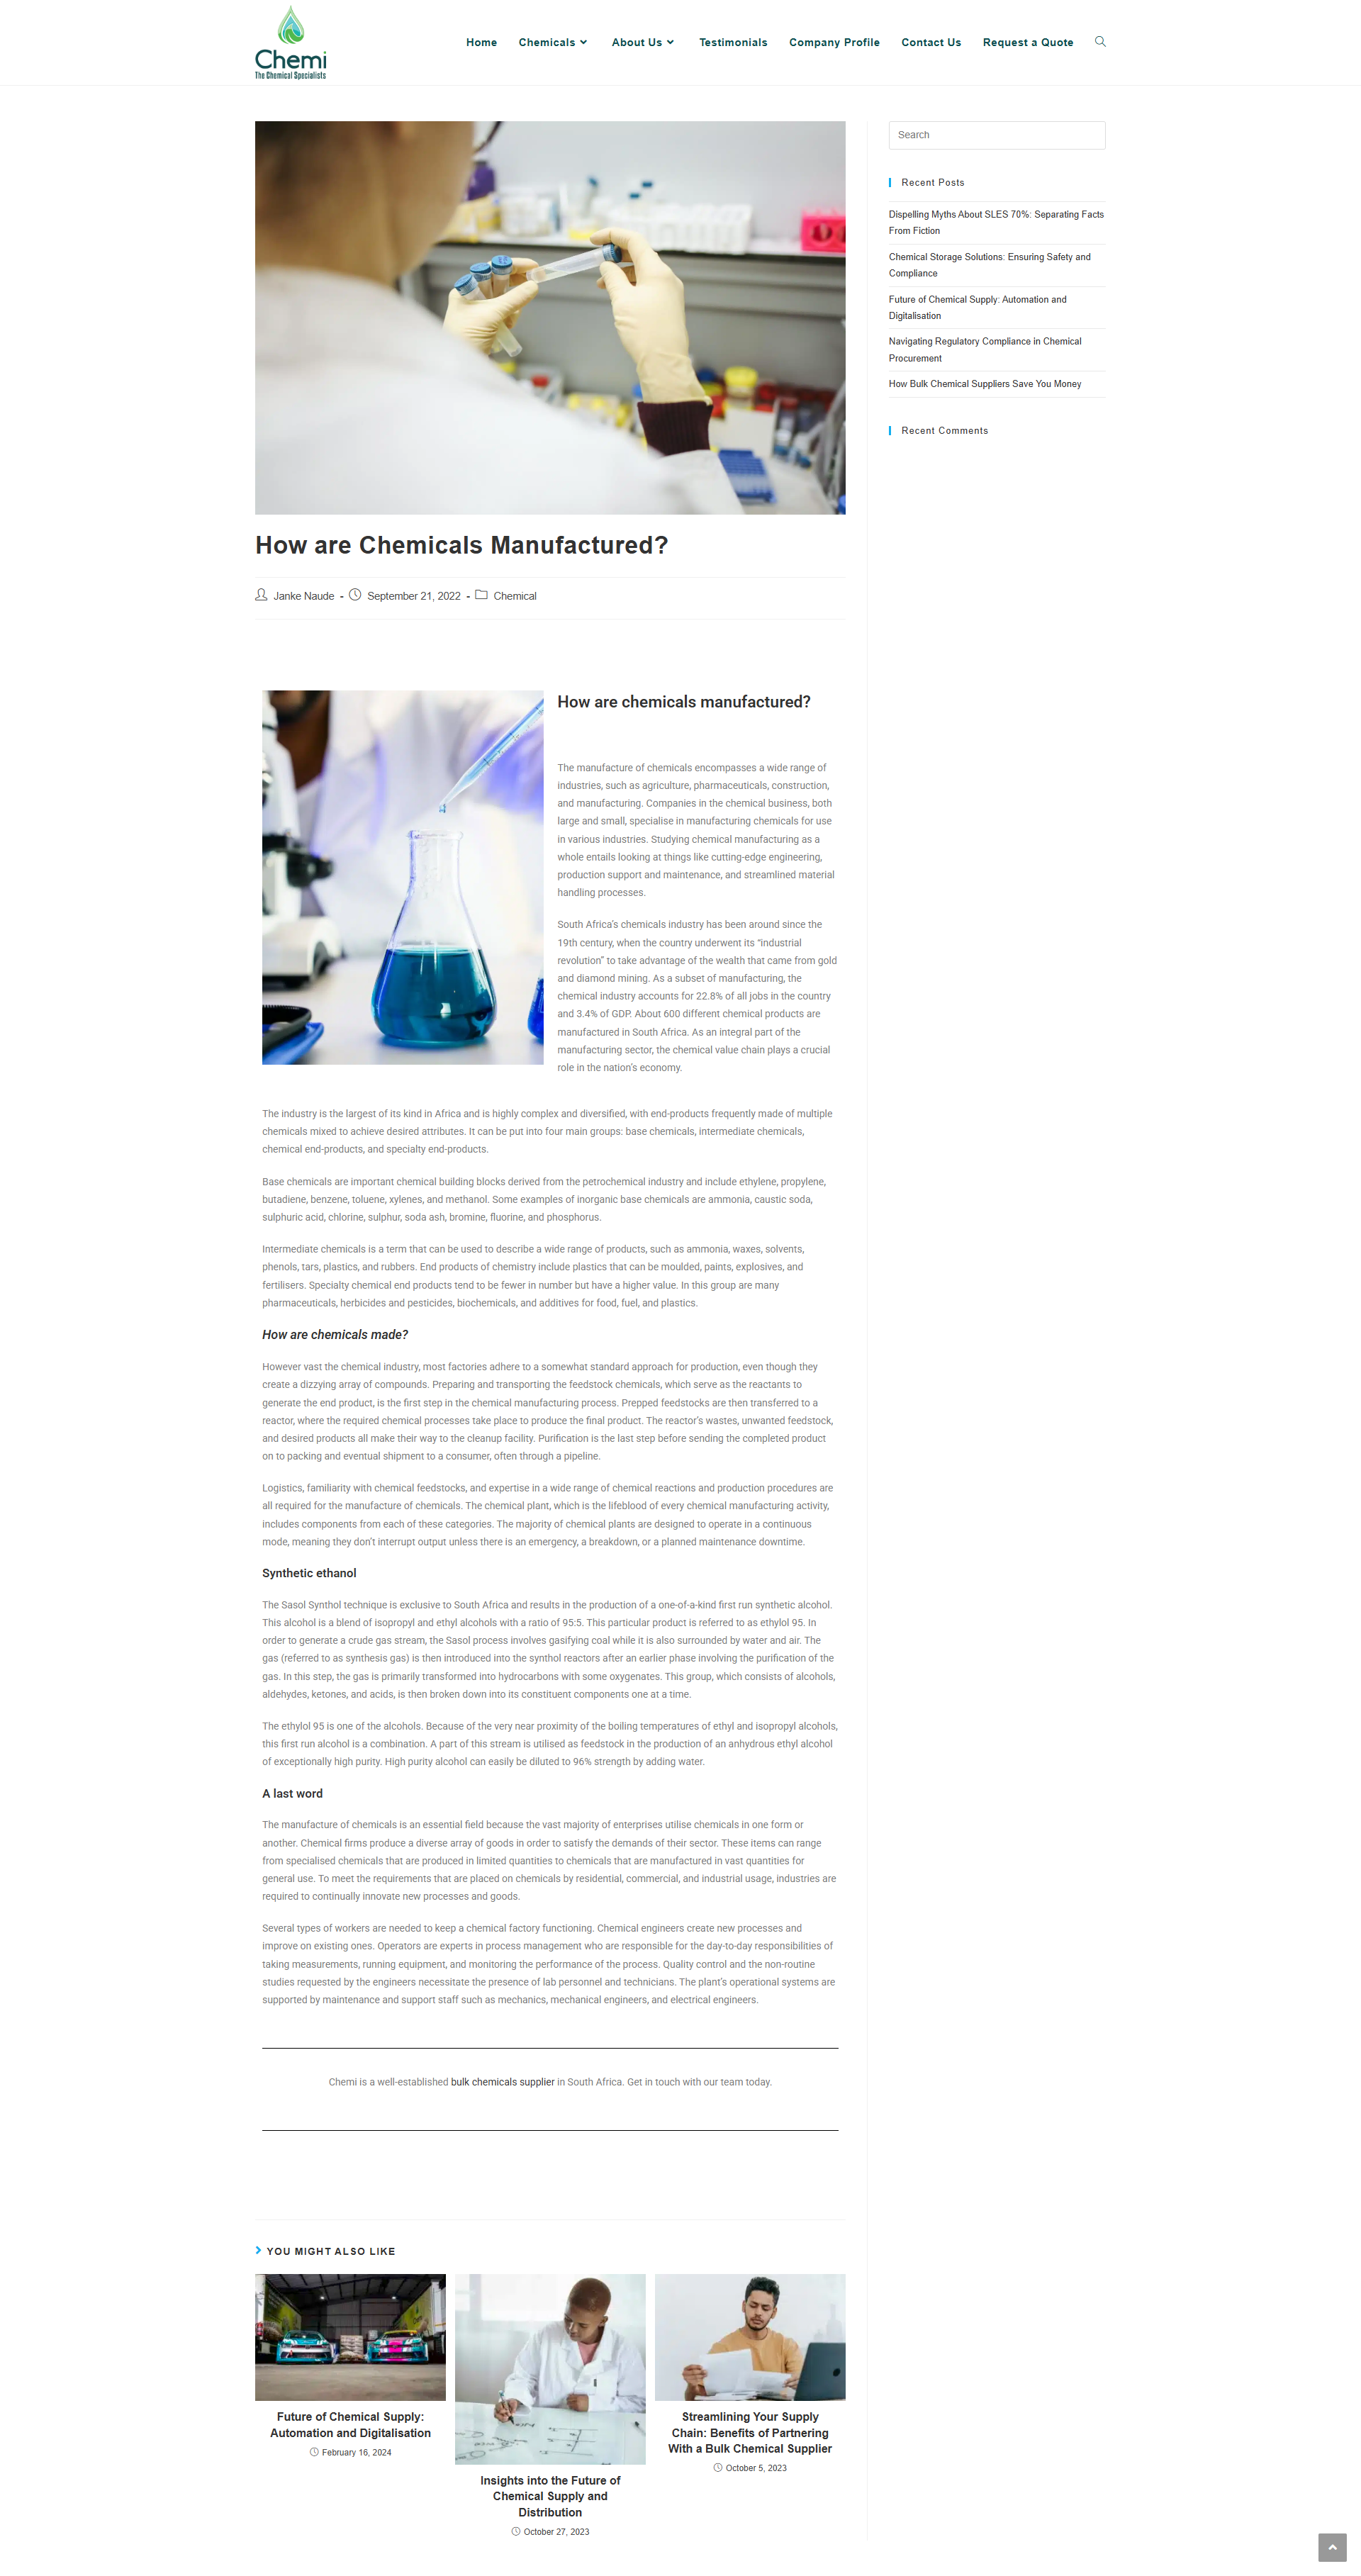 Chemi
The Chemical Specialists
Home
Chemicals
About Us
Testimonials
Company Profile
Contact Us
Request a Quote
Search
Recent Posts
Dispelling Myths About SLES 70%: Separating Facts
From Fiction
Chemical Storage Solutions: Ensuring Safety and
Compliance
Future of Chemical Supply: Automation and
Digitalisation
Navigating Regulatory Compliance in Chemical
Procurement
How Bulk Chemical Suppliers Save You Money
Recent Comments
How are Chemicals Manufactured?
Janke Naude - September 21, 2022 - Chemical
How are chemicals manufactured?
The manufacture of chemicals encompasses a wide range of
industries, such as agriculture, pharmaceuticals, construction,
and manufacturing. Companies in the chemical business, both
large and small, specialise in manufacturing chemicals for use
in various industries. Studying chemical manufacturing as a
whole entails looking at things like cutting-edge engineering,
production support and maintenance, and streamlined material
handling processes.
South Africa's chemicals industry has been around since the
19th century, when the country underwent its “industrial
revolution” to take advantage of the wealth that came from gold
and diamond mining. As a subset of manufacturing, the
chemical industry accounts for 22.8% of all jobs in the country
and 3.4% of GDP. About 600 different chemical products are
manufactured in South Africa. As an integral part of the
manufacturing sector, the chemical value chain plays a crucial
role in the nation's economy.
The industry is the largest of its kind in Africa and is highly complex and diversified, with end-products frequently made of multiple
chemicals mixed to achieve desired attributes. It can be put into four main groups: base chemicals, intermediate chemicals,
chemical end-products, and specialty end-products.
Base chemicals are important chemical building blocks derived from the petrochemical industry and include ethylene, propylene,
butadiene, benzene, toluene, xylenes, and methanol. Some examples of inorganic base chemicals are ammonia, caustic soda,
sulphuric acid, chlorine, sulphur, soda ash, bromine, fluorine, and phosphorus.
Intermediate chemicals is a term that can be used to describe a wide range of products, such as ammonia, waxes, solvents,
phenols, tars, plastics, and rubbers. End products of chemistry include plastics that can be moulded, paints, explosives, and
fertilisers. Specialty chemical end products tend to be fewer in number but have a higher value. In this group are many
pharmaceuticals, herbicides and pesticides, biochemicals, and additives for food, fuel, and plastics.
How are chemicals made?
However vast the chemical industry, most factories adhere to a somewhat standard approach for production, even though they
create a dizzying array of compounds. Preparing and transporting the feedstock chemicals, which serve as the reactants to
generate the end product, is the first step in the chemical manufacturing process. Prepped feedstocks are then transferred to a
reactor, where the required chemical processes take place to produce the final product. The reactor's wastes, unwanted feedstock,
and desired products all make their way to the cleanup facility. Purification is the last step before sending the completed product
on to packing and eventual shipment to a consumer, often through a pipeline.
Logistics, familiarity with chemical feedstocks, and expertise in a wide range of chemical reactions and production procedures are
all required for the manufacture of chemicals. The chemical plant, which is the lifeblood of every chemical manufacturing activity,
includes components from each of these categories. The majority of chemical plants are designed to operate in a continuous
mode, meaning they don't interrupt output unless there is an emergency, a breakdown, or a planned maintenance downtime.
Synthetic ethanol
The Sasol Synthol technique is exclusive to South Africa and results in the production of a one-of-a-kind first run synthetic alcohol.
This alcohol is a blend of isopropyl and ethyl alcohols with a ratio of 95:5. This particular product is referred to as ethylol 95. In
order to generate a crude gas stream, the Sasol process involves gasifying coal while it is also surrounded by water and air. The
gas (referred to as synthesis gas) is then introduced into the synthol reactors after an earlier phase involving the purification of the
gas. In this step, the gas is primarily transformed into hydrocarbons with some oxygenates. This group, which consists of alcohols,
aldehydes, ketones, and acids, is then broken down into its constituent components one at a time.
The ethylol 95 is one of the alcohols. Because of the very near proximity of the boiling temperatures of ethyl and isopropyl alcohols,
this first run alcohol is a combination. A part of this stream is utilised as feedstock in the production of an anhydrous ethyl alcohol
of exceptionally high purity. High purity alcohol can easily be diluted to 96% strength by adding water.
A last word
The manufacture of chemicals is an essential field because the vast majority of enterprises utilise chemicals in one form or
another. Chemical firms produce a diverse array of goods in order to satisfy the demands of their sector. These items can range
from specialised chemicals that are produced in limited quantities to chemicals that are manufactured in vast quantities for
general use. To meet the requirements that are placed on chemicals by residential, commercial, and industrial usage, industries are
required to continually innovate new processes and goods.
Several types of workers are needed to keep a chemical factory functioning. Chemical engineers create new processes and
improve on existing ones. Operators are experts in process management who are responsible for the day-to-day responsibilities of
taking measurements, running equipment, and monitoring the performance of the process. Quality control and the non-routine
studies requested by the engineers necessitate the presence of lab personnel and technicians. The plant's operational systems are
supported by maintenance and support staff such as mechanics, mechanical engineers, and electrical engineers.
Chemi is a well-established bulk chemicals supplier in South Africa. Get in touch with our team today.
YOU MIGHT ALSO LIKE
Future of Chemical Supply:
Automation and Digitalisation
February 16, 2024
Insights into the Future of
Chemical Supply and
Distribution
October 27, 2023
Streamlining Your Supply
Chain: Benefits of Partnering
With a Bulk Chemical Supplier
October 5, 2023